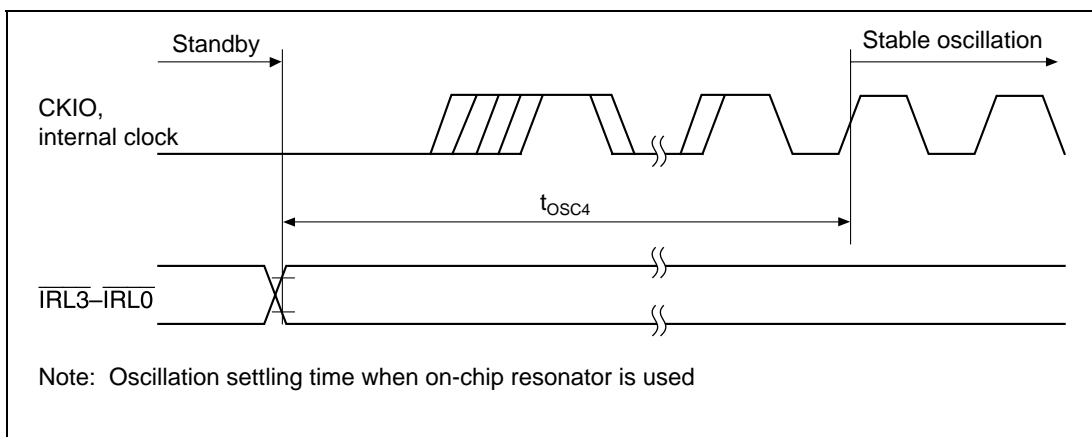 Standby
Stable oscillation
CKIO,
internal clock
tOSC4
IRL3–IRL0
Note: Oscillation settling time when on-chip resonator is used